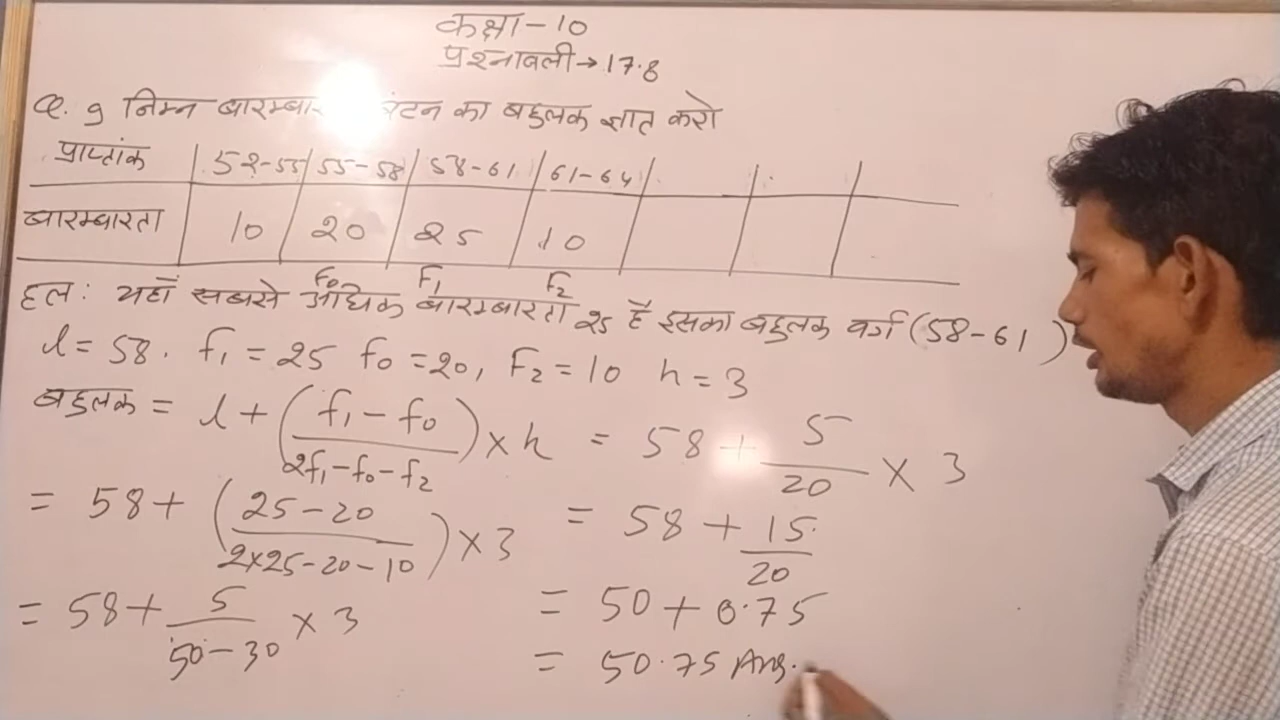 कक्षा - 10
प्रश्नावली → 17.8
Q. 9 निम्न बारम्बार बंटन का बहुलक ज्ञात करो
प्राप्तांक 52-55 55-58 58-61 61-64
बारम्बारता 10 20 25 10
F₀ F₁ F₂
हल: यहाँ सबसे अधिक बारम्बारता 25 है इसका बहुलक वर्ग (58-61)
l = 58. f₁ = 25 f₀ = 20, F₂ = 10 h = 3
बहुलक = l + (f₁ - f₀ / 2f₁ - f₀ - f₂) × h = 58 + 5/20 × 3
= 58 + (25 - 20 / 2×25 - 20 - 10) × 3 = 58 + 15/20
= 58 + 5/50 - 30 × 3 = 50 + 0.75
= 50.75 Ans.